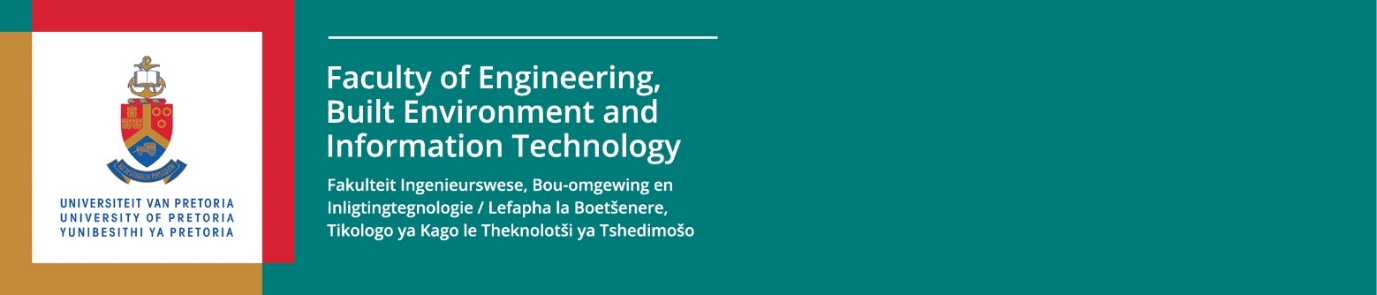 UNIVERSITEIT VAN PRETORIA
UNIVERSITY OF PRETORIA
YUNIBESITHI YA PRETORIA
Faculty of Engineering,
Built Environment and
Information Technology
Fakulteit Ingenieurswese, Bou-omgewing en
Inligtingtegnologie / Lefapha la Boetšenere,
Tikologo ya Kago le Theknolotši ya Tshedimošo